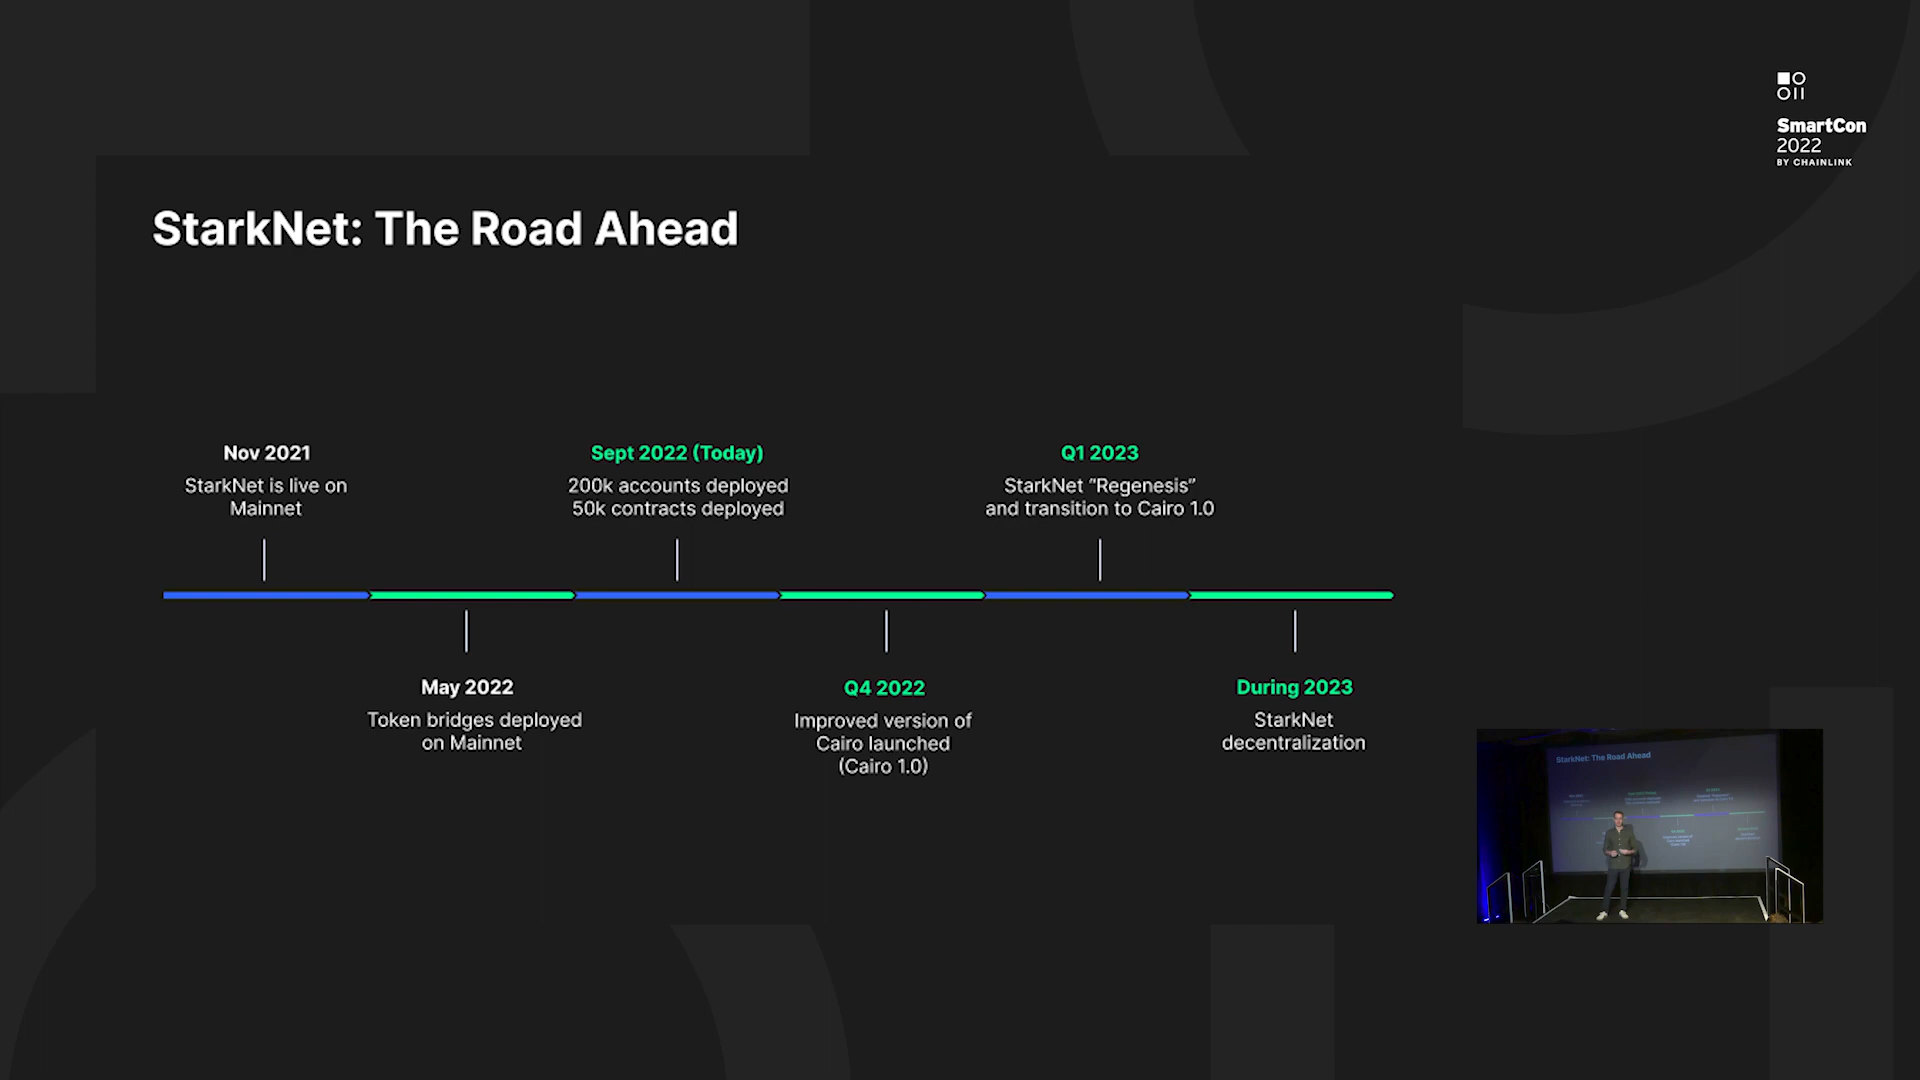 SmartCon
2022
BY CHAINLINK
StarkNet: The Road Ahead
Nov 2021
StarkNet is live on
Mainnet
Sept 2022 (Today)
200k accounts deployed
50k contracts deployed
Q1 2023
StarkNet "Regenesis"
and transition to Cairo 1.0
May 2022
Token bridges deployed
on Mainnet
Q4 2022
Improved version of
Cairo launched
(Cairo 1.0)
During 2023
StarkNet
decentralization
StarkNet: The Road Ahead